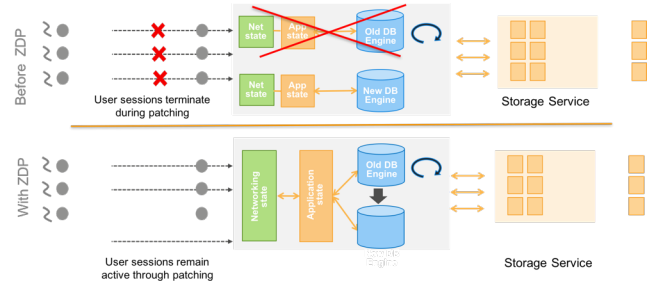 Before ZDP
Net
state
App
state
Old DB
Engine
Net
state
App
state
New DB
Engine
User sessions terminate
during patching
Storage Service
With ZDP
Networking
state
Application
state
Old DB
Engine
Engine
User sessions remain
active through patching
Storage Service